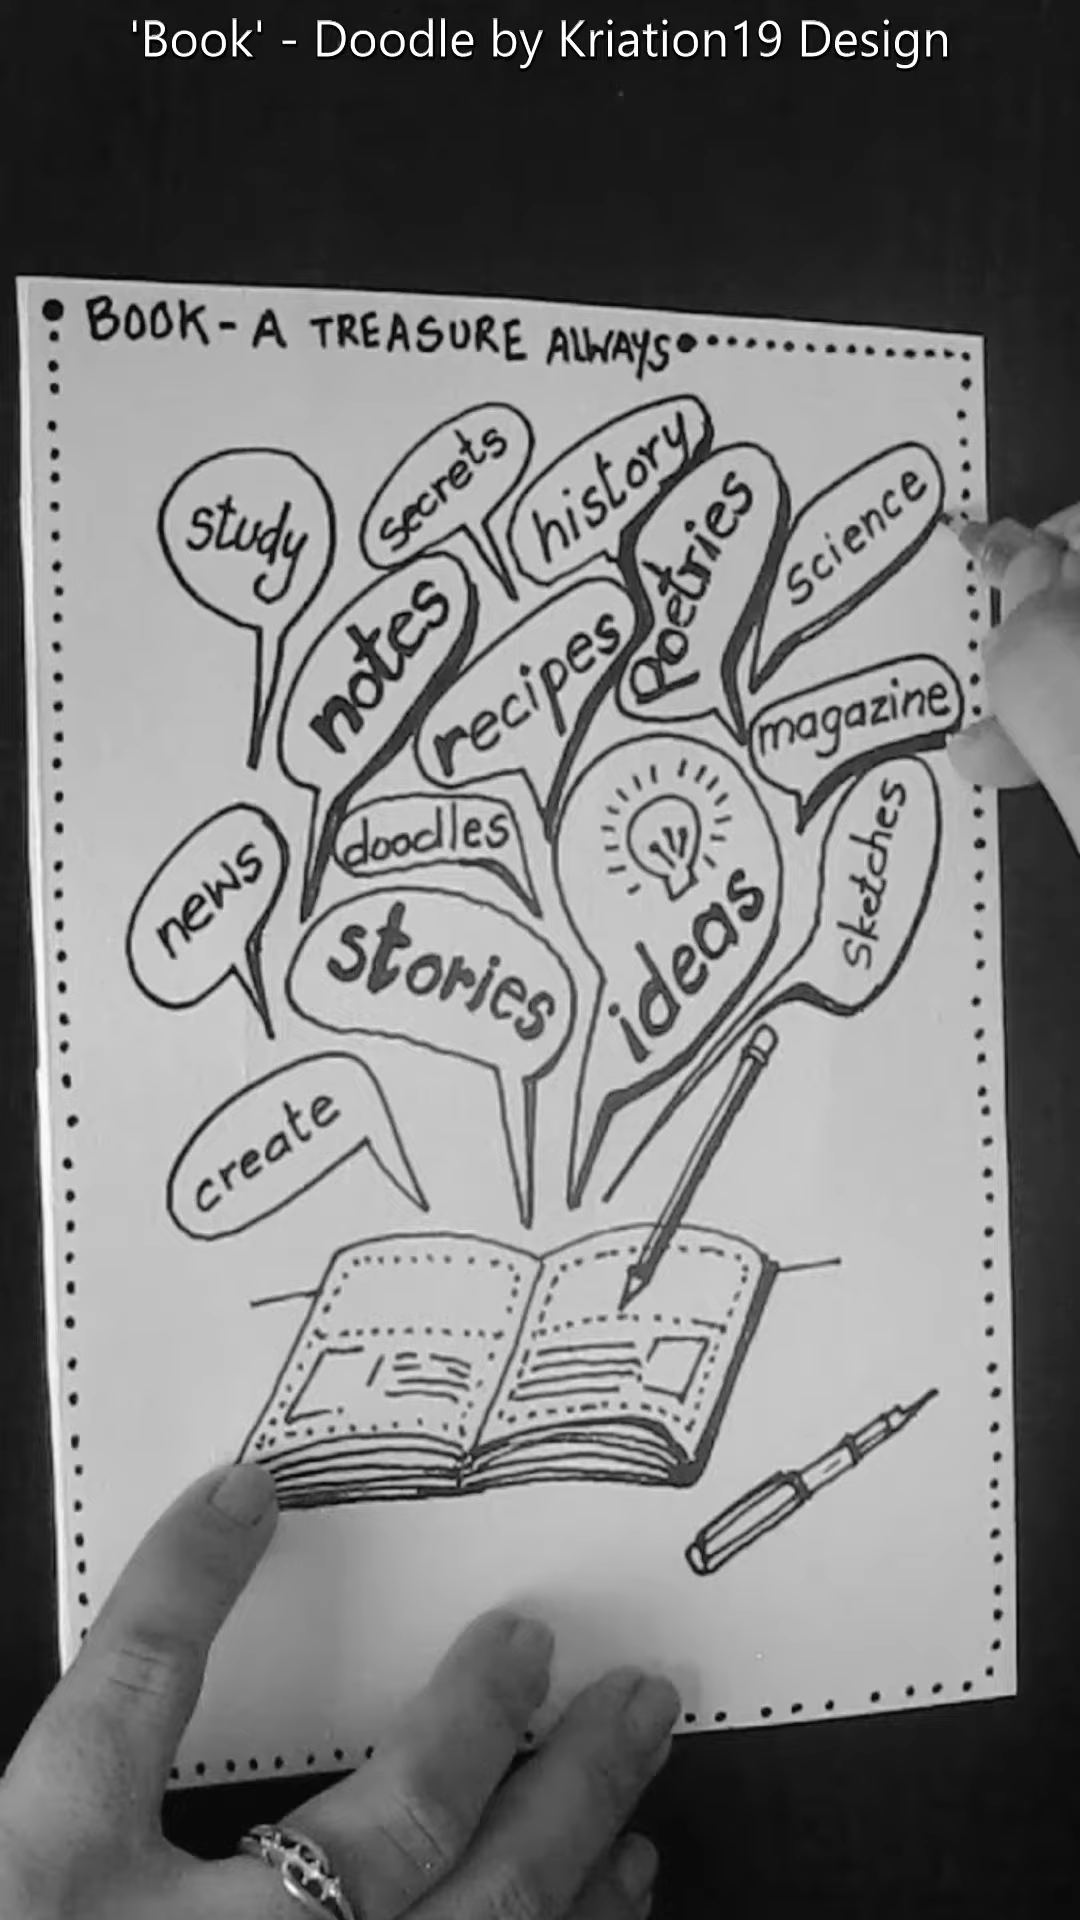 'Book' - Doodle by Kriation19 Design
BOOK - A TREASURE ALWAYS
study
secrets
history
Poetries
science
notes
recipes
magazine
doodles
sketches
news
stories
ideas
create